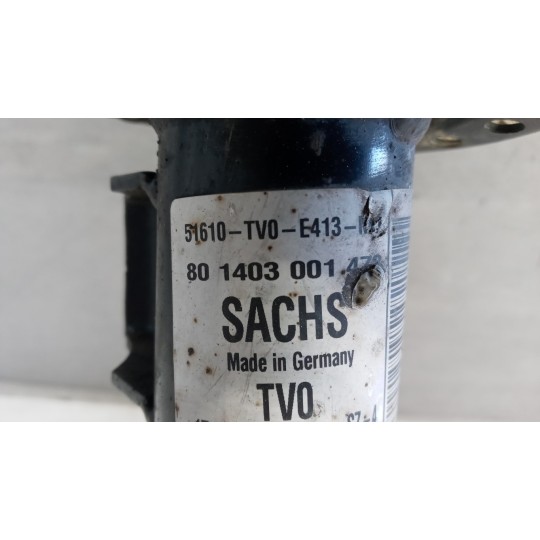 51610-TV0-E413-
80 1403 001
SACHS
Made in Germany
TV0